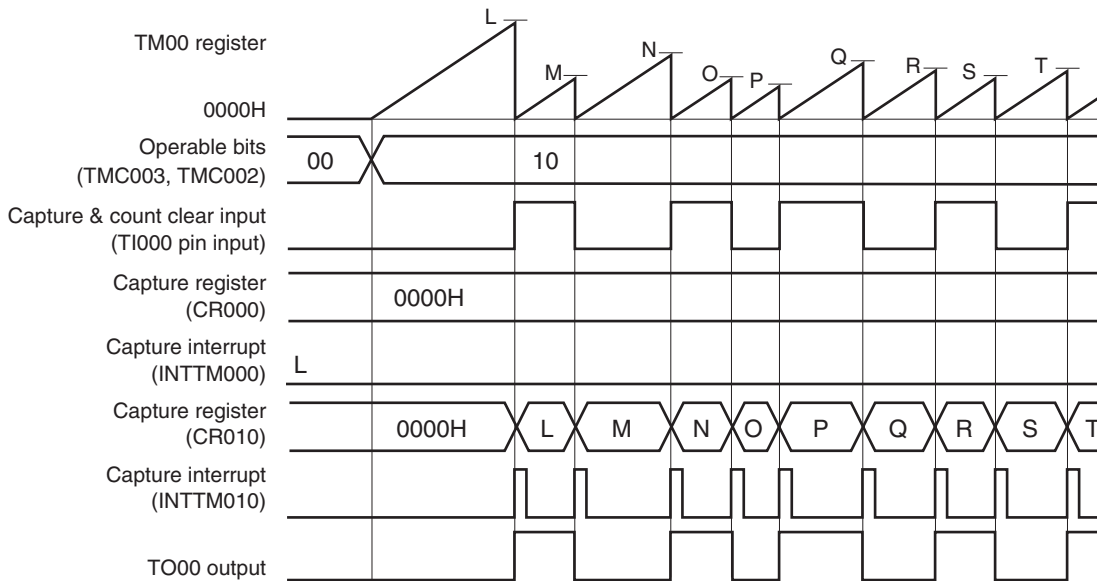 TM00 register
L
M
N
O
P
Q
R
S
T
0000H
Operable bits
(TMC003, TMC002)
00
10
Capture & count clear input
(TI000 pin input)
Capture register
(CR000)
0000H
Capture interrupt
(INTTM000)
L
Capture register
(CR010)
0000H
L
M
N
O
P
Q
R
S
T
Capture interrupt
(INTTM010)
TO00 output